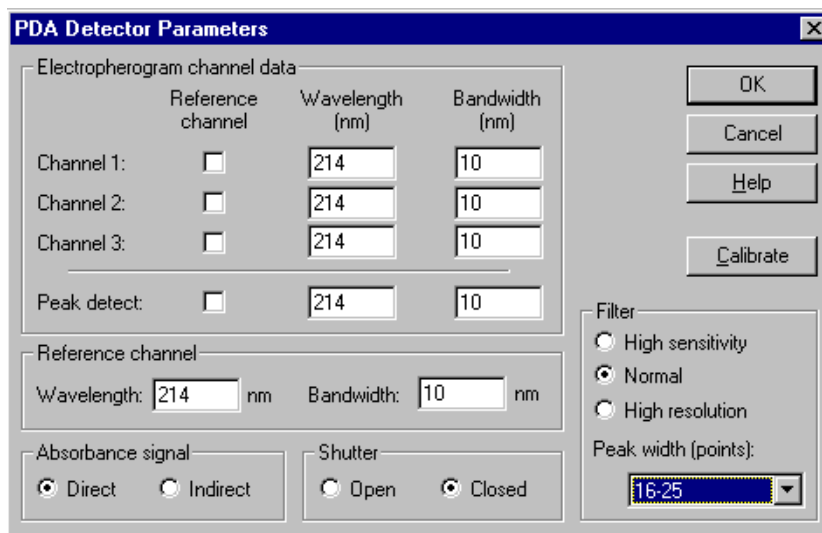 PDA Detector Parameters
Electropherogram channel data
Reference channel
Wavelength (nm)
Bandwidth (nm)
Channel 1: 214 10
Channel 2: 214 10
Channel 3: 214 10
Peak detect: 214 10
Reference channel
Wavelength: 214 nm Bandwidth: 10 nm
Absorbance signal
Direct Indirect
Shutter
Open Closed
OK
Cancel
Help
Calibrate
Filter
High sensitivity
Normal
High resolution
Peak width (points):
16-25